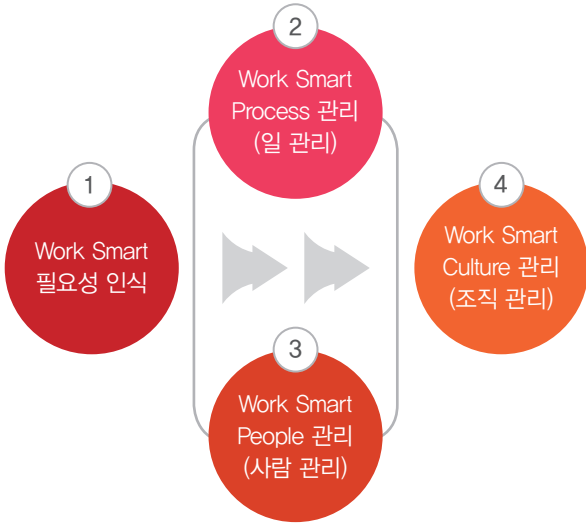 1
Work Smart
필요성 인식
2
Work Smart
Process 관리
(일 관리)
3
Work Smart
People 관리
(사람 관리)
4
Work Smart
Culture 관리
(조직 관리)